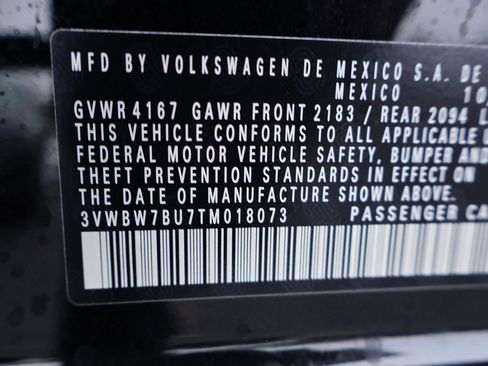 MFD BY VOLKSWAGEN DE MEXICO S.A. DE
MEXICO 10
GVWR 4167 GAWR FRONT 2183 / REAR 2094 L
THIS VEHICLE CONFORMS TO ALL APPLICABLE U
FEDERAL MOTOR VEHICLE SAFETY, BUMPER AND
THEFT PREVENTION STANDARDS IN EFFECT ON
THE DATE OF MANUFACTURE SHOWN ABOVE.
3VWBW7BU7TM018073 PASSENGER CA